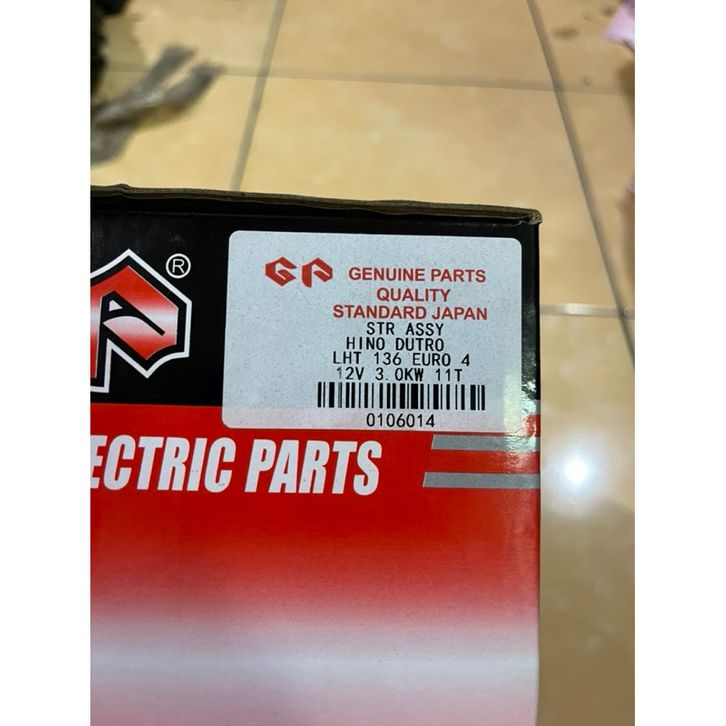 ®
GP GENUINE PARTS
QUALITY
STANDARD JAPAN
STR ASSY
HINO DUTRO
LHT 136 EURO 4
12V 3.0KW 11T
0106014
ECTRIC PARTS